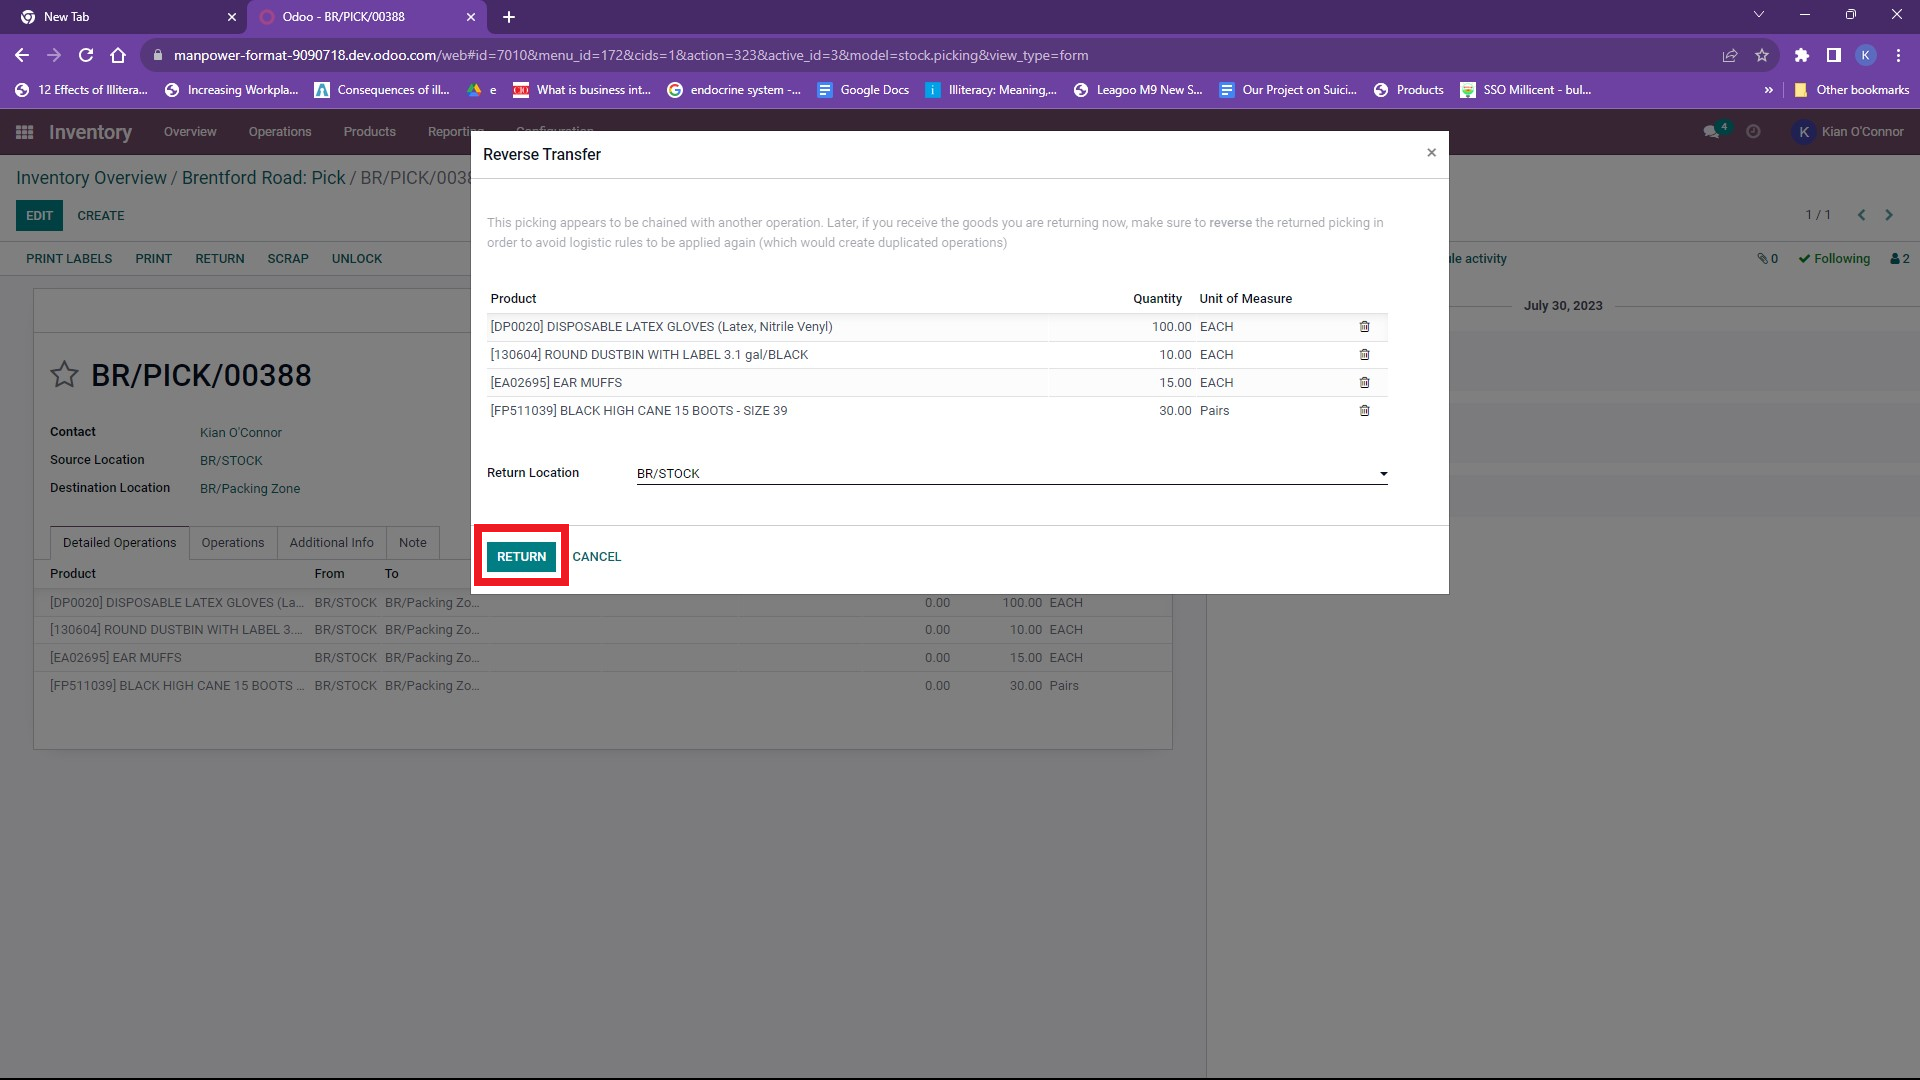 New Tab
Odoo - BR/PICK/00388
manpower-format-9090718.dev.odoo.com/web#id=7010&menu_id=172&cids=1&action=323&active_id=3&model=stock.picking&view_type=form
K
12 Effects of Illitera... Increasing Workpla... Consequences of ill... e What is business int... endocrine system -... Google Docs Illiteracy: Meaning,... Leagoo M9 New S... Our Project on Suici... Products SSO Millicent - bul... » Other bookmarks
Inventory Overview Operations Products Reporting Configuration 4 K Kian O'Connor
Reverse Transfer
Inventory Overview / Brentford Road: Pick / BR/PICK/0038
EDIT CREATE
1 / 1
This picking appears to be chained with another operation. Later, if you receive the goods you are returning now, make sure to reverse the returned picking in
order to avoid logistic rules to be applied again (which would create duplicated operations)
PRINT LABELS PRINT RETURN SCRAP UNLOCK
le activity 0 Following 2
Product Quantity Unit of Measure
July 30, 2023
[DP0020] DISPOSABLE LATEX GLOVES (Latex, Nitrile Venyl) 100.00 EACH
[130604] ROUND DUSTBIN WITH LABEL 3.1 gal/BLACK 10.00 EACH
[EA02695] EAR MUFFS 15.00 EACH
[FP511039] BLACK HIGH CANE 15 BOOTS - SIZE 39 30.00 Pairs
Return Location BR/STOCK
RETURN CANCEL
BR/PICK/00388
Contact Kian O'Connor
Source Location BR/STOCK
Destination Location BR/Packing Zone
Detailed Operations Operations Additional Info Note
Product From To
[DP0020] DISPOSABLE LATEX GLOVES (La... BR/STOCK BR/Packing Zo... 0.00 100.00 EACH
[130604] ROUND DUSTBIN WITH LABEL 3.... BR/STOCK BR/Packing Zo... 0.00 10.00 EACH
[EA02695] EAR MUFFS BR/STOCK BR/Packing Zo... 0.00 15.00 EACH
[FP511039] BLACK HIGH CANE 15 BOOTS ... BR/STOCK BR/Packing Zo... 0.00 30.00 Pairs